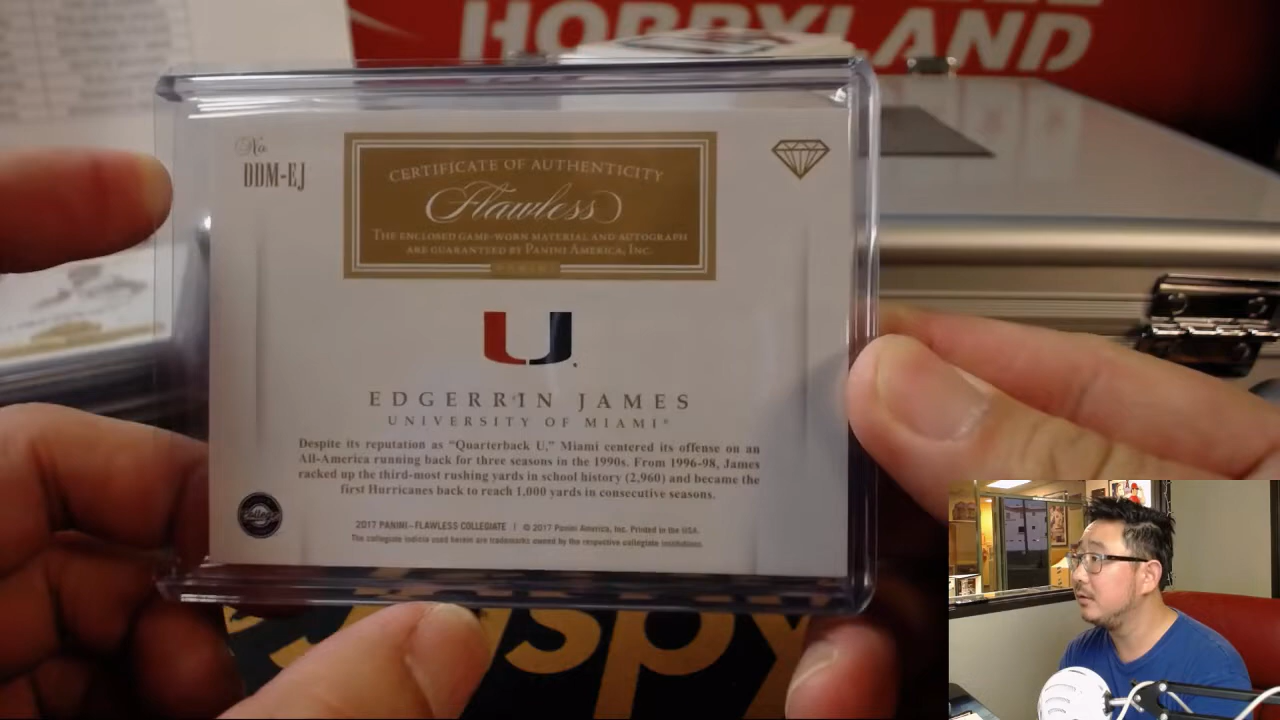 HOBBYLAND
No
DDM-EJ
CERTIFICATE OF AUTHENTICITY
Flawless
THE ENCLOSED GAME-WORN MATERIAL AND AUTOGRAPH
ARE GUARANTEED BY PANINI AMERICA, INC.
PANINI
U
EDGERRIN JAMES
UNIVERSITY OF MIAMI®
Despite its reputation as "Quarterback U," Miami centered its offense on an
All-America running back for three seasons in the 1990s. From 1996-98, James
racked up the third-most rushing yards in school history (2,960) and became the
first Hurricanes back to reach 1,000 yards in consecutive seasons.
2017 PANINI–FLAWLESS COLLEGIATE | © 2017 Panini America, Inc. Printed in the USA.
The collegiate indicia used herein are trademarks owned by the respective collegiate institutions.